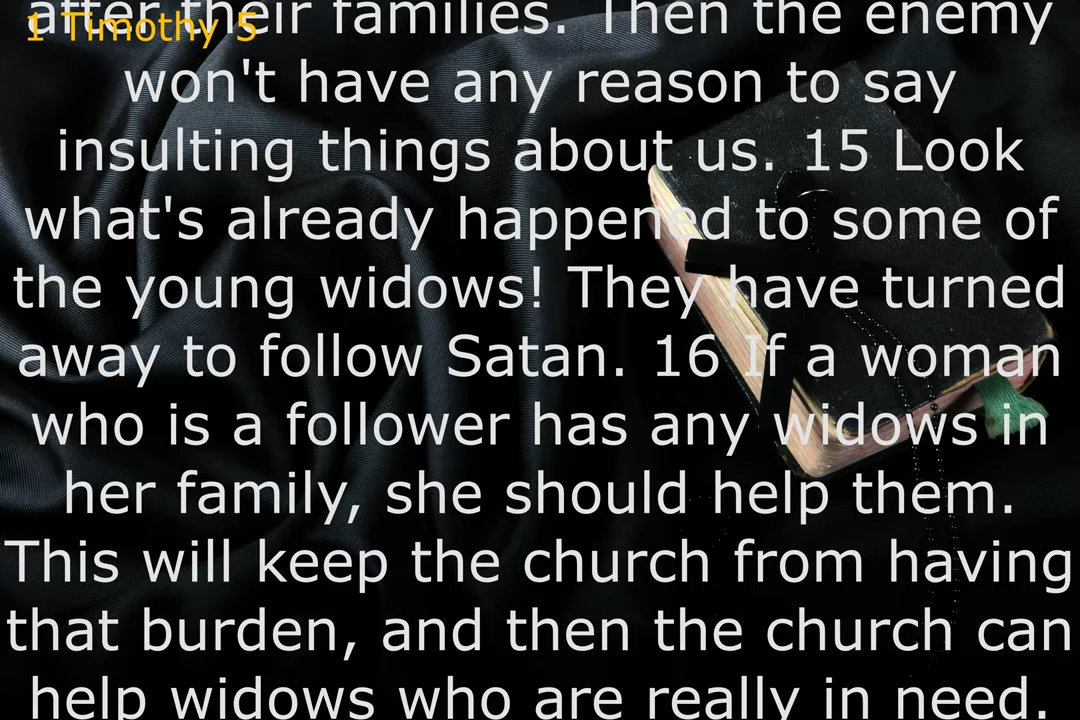 1 Timothy 5
after their families. Then the enemy
won't have any reason to say
insulting things about us. 15 Look
what's already happened to some of
the young widows! They have turned
away to follow Satan. 16 If a woman
who is a follower has any widows in
her family, she should help them.
This will keep the church from having
that burden, and then the church can
help widows who are really in need.